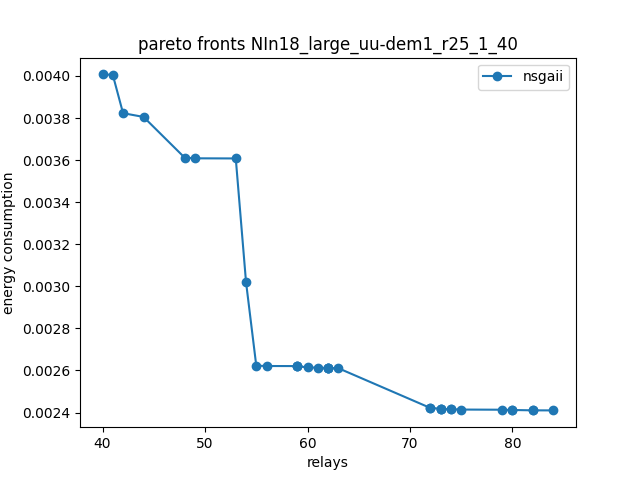 pareto fronts NIn18_large_uu-dem1_r25_1_40
nsgaii
0.0040
0.0038
0.0036
0.0034
0.0032
0.0030
0.0028
0.0026
0.0024
energy consumption
40 50 60 70 80
relays